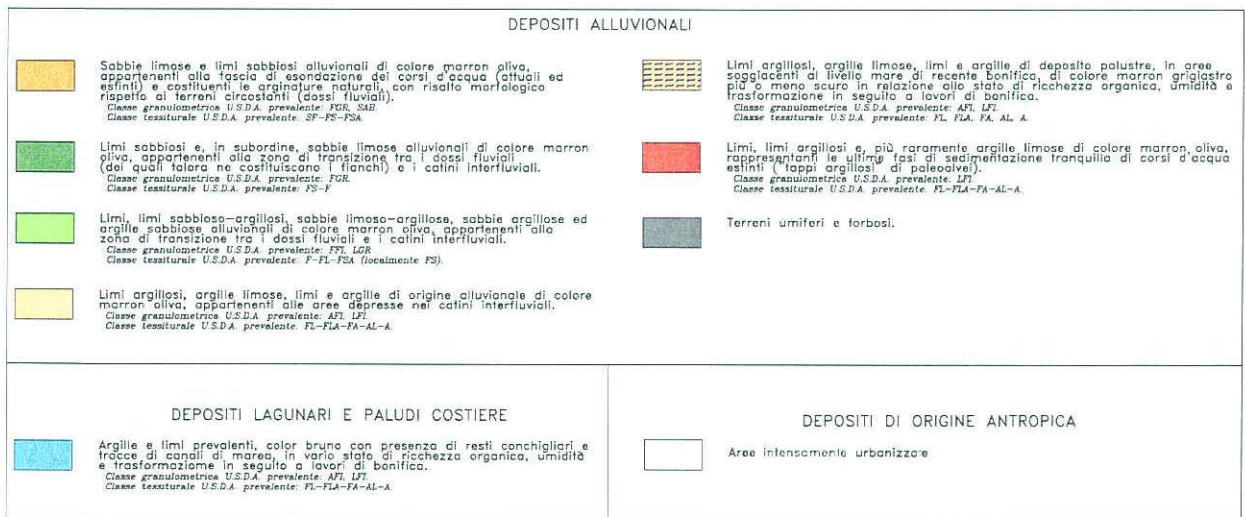 DEPOSITI ALLUVIONALI
Sabbie limose e limi sabbiosi alluvionali di colore marron oliva,
appartenenti alla fascia di esondazione dei corsi d'acqua (attuali ed
estinti) e costituenti le arginature naturali, con risalto morfologico
rispetto ai terreni circostanti (dossi fluviali).
Classe granulometrica U.S.D.A. prevalente: FGR, SAB.
Classe tessiturale U.S.D.A. prevalente. SF-FS-FSA.
Limi sabbiosi e, in subordine, sabbie limose alluvionali di colore marron
oliva, appartenenti alla zona di transizione tra i dossi fluviali
(dei quali talora ne costituiscono i fianchi) e i catini interfluviali.
Classe granulometrica U.S.D.A. prevalente: FGR.
Classe tessiturale U.S.D.A. prevalente: FS-F
Limi, limi sabbioso-argillosi, sabbie limoso-argillose, sabbie argillose ed
argille sabbiose alluvionali di colore marron oliva, appartenenti alla
zona di transizione tra i dossi fluviali e i catini interfluviali.
Classe granulometrica U.S.D.A. prevalente: FFI, LGR
Classe tessiturale U.S.D.A. prevalente: F-FL-FSA (localmente FS).
Limi argillosi, argille limose, limi e argille di origine alluvionale di colore
marron oliva, appartenenti alle aree depresse nei catini interfluviali.
Classe granulometrica U.S.D.A. prevalente: AFI, LFI.
Classe tessiturale U.S.D.A. prevalente. FL-FLA-FA-AL-A.
Limi argillosi, argille limose, limi e argille di deposito palustre, in aree
soggiacenti al livello mare di recente bonifica, di colore marron grigiastro
più o meno scuro in relazione allo stato di ricchezza organica, umidità e
trasformazione in seguito a lavori di bonifica.
Classe granulometrica U.S.D.A. prevalente: AFI, LFI.
Classe tessiturale U.S.D.A. prevalente: FL, FLA, FA, AL, A.
Limi, limi argillosi e, più raramente argille limose di colore marron oliva,
rappresentanti le ultime fasi di sedimentazione tranquilla di corsi d'acqua
estinti ("tappi argillosi" di paleoalvei).
Classe granulometrica U.S.D.A. prevalente: LFI.
Classe tessiturale U.S.D.A. prevalente. FL-FLA-FA-AL-A.
Terreni umiferi e torbosi.
DEPOSITI LAGUNARI E PALUDI COSTIERE
Argille e limi prevalenti, color bruno con presenza di resti conchigliari e
tracce di canali di marea, in vario stato di ricchezza organica, umidità
e trasformazione in seguito a lavori di bonifica.
Classe granulometrica U.S.D.A. prevalente: AFI, LFI.
Classe tessiturale U.S.D.A. prevalente: FL-FLA-FA-AL-A.
DEPOSITI DI ORIGINE ANTROPICA
Aree intensamente urbanizzate